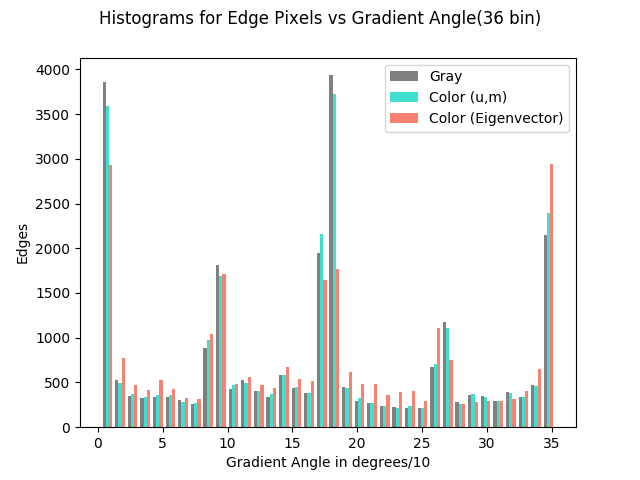 Histograms for Edge Pixels vs Gradient Angle(36 bin)
Gray
Color (u,m)
Color (Eigenvector)
4000
3500
3000
2500
2000
1500
1000
500
0
Edges
0 5 10 15 20 25 30 35
Gradient Angle in degrees/10